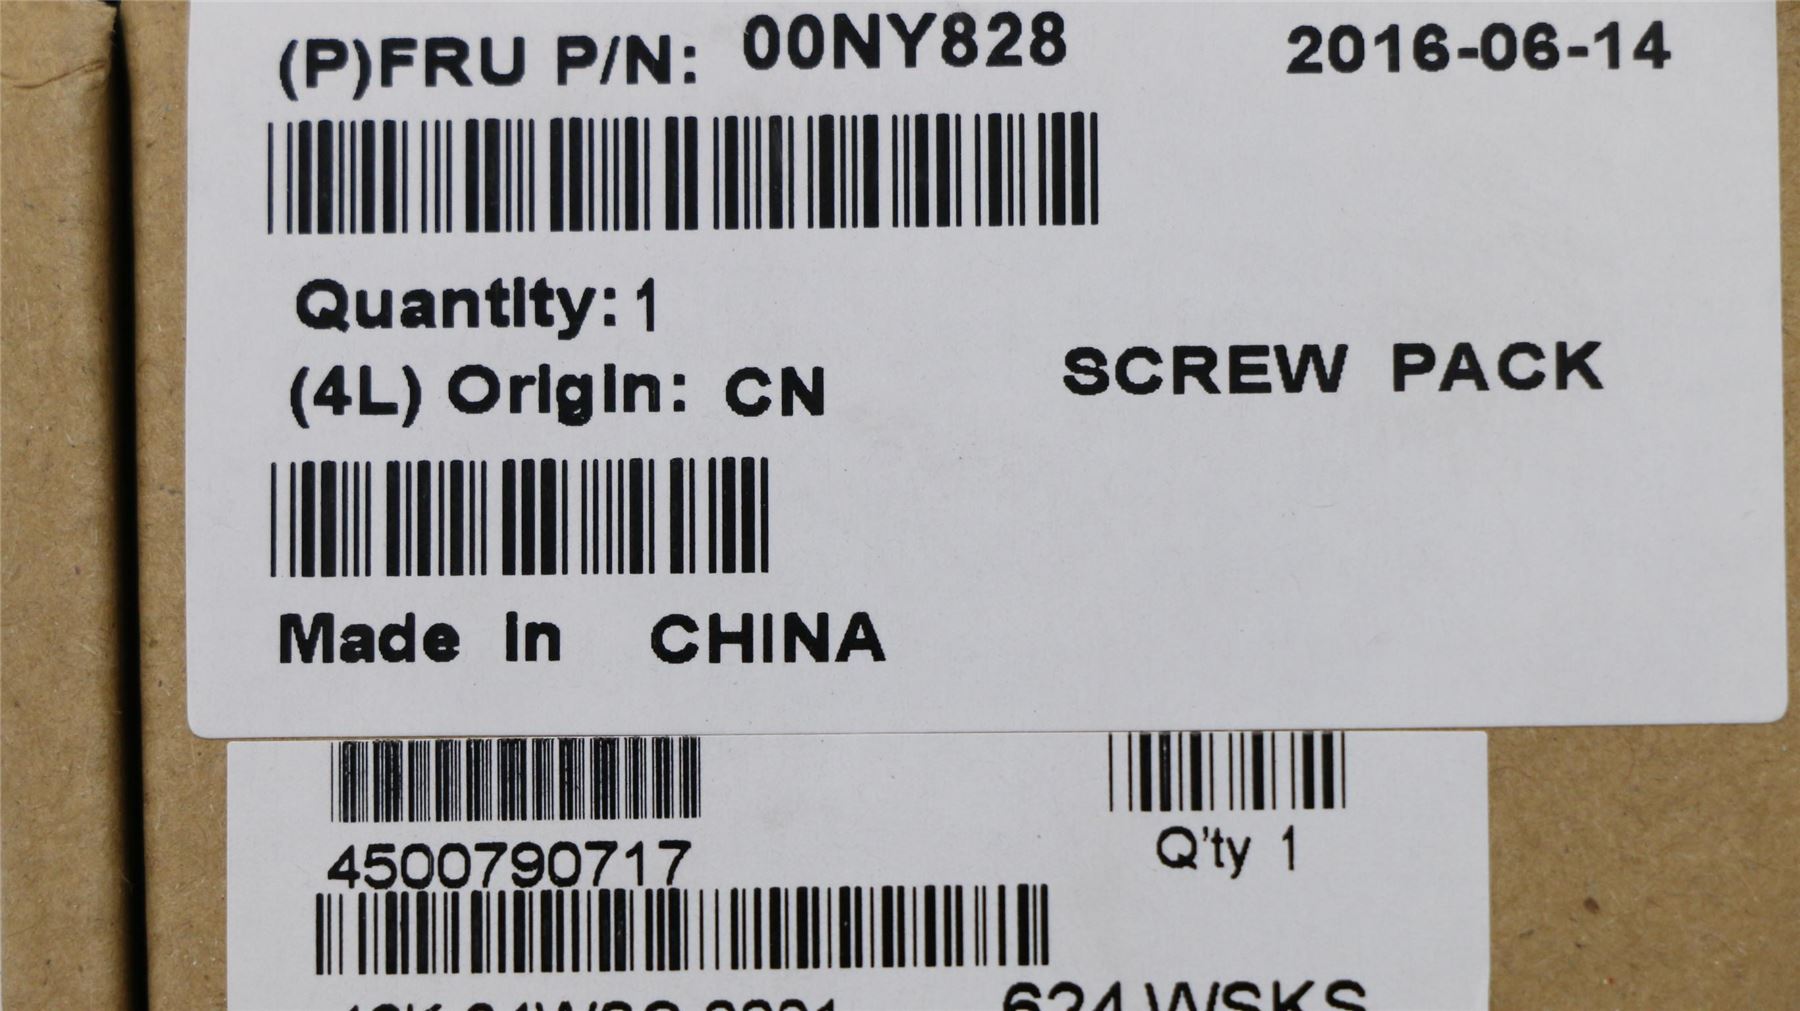 (P)FRU P/N: 00NY828 2016-06-14
Quantity: 1
(4L) Origin: CN SCREW PACK
Made in CHINA
4500790717 Q'ty 1